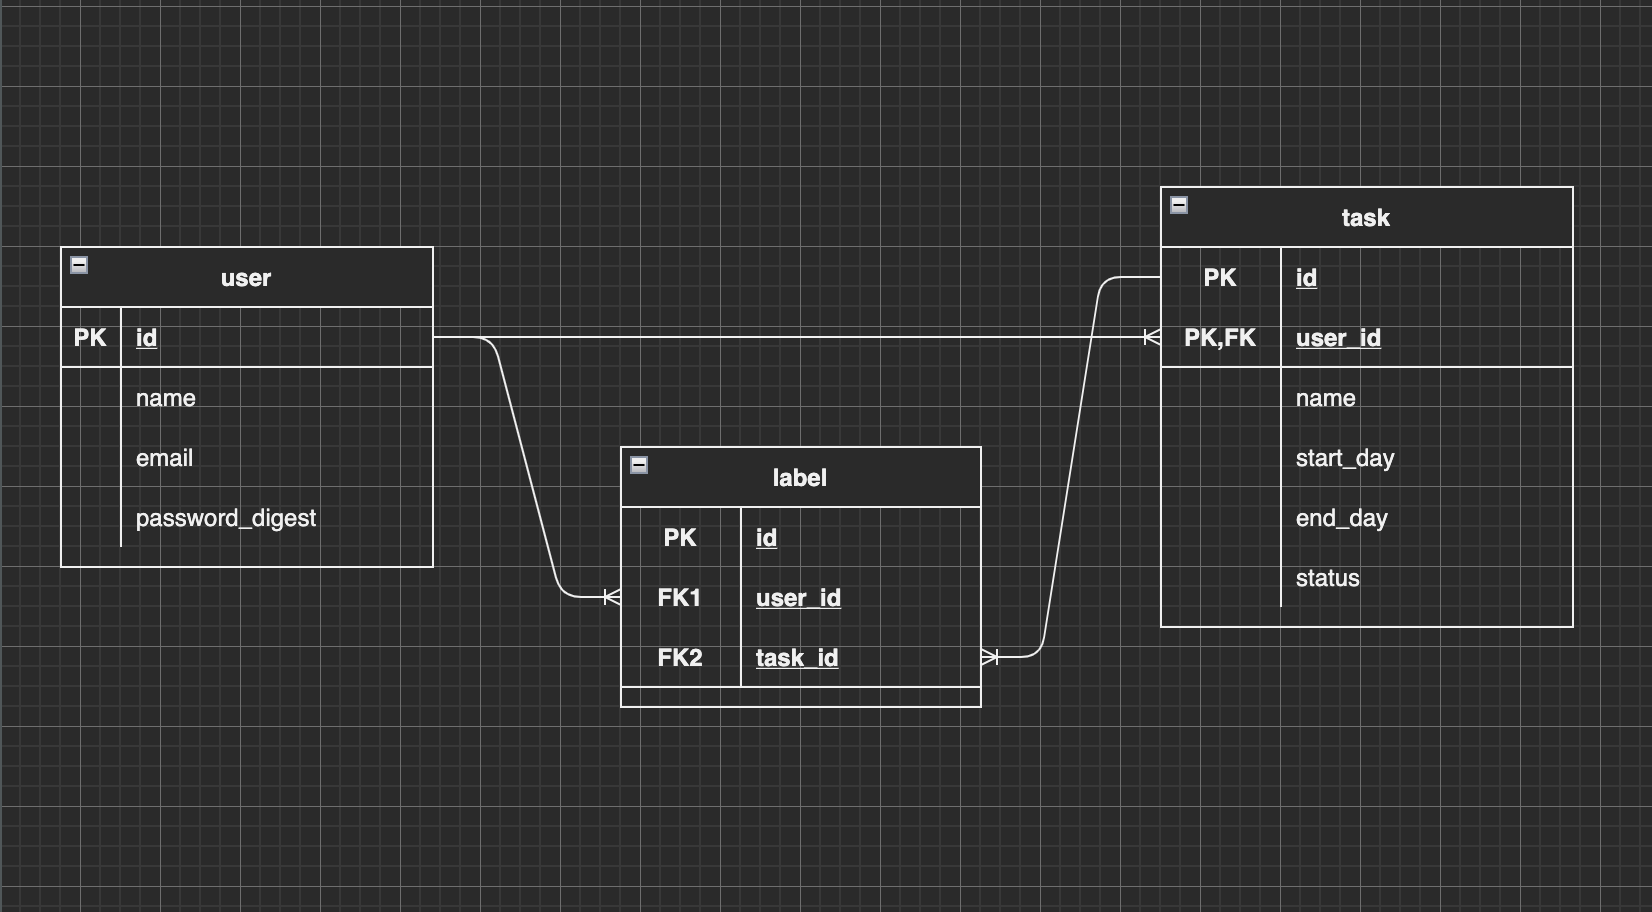 user
PK id
name
email
password_digest
label
PK id
FK1 user_id
FK2 task_id
task
PK id
PK,FK user_id
name
start_day
end_day
status